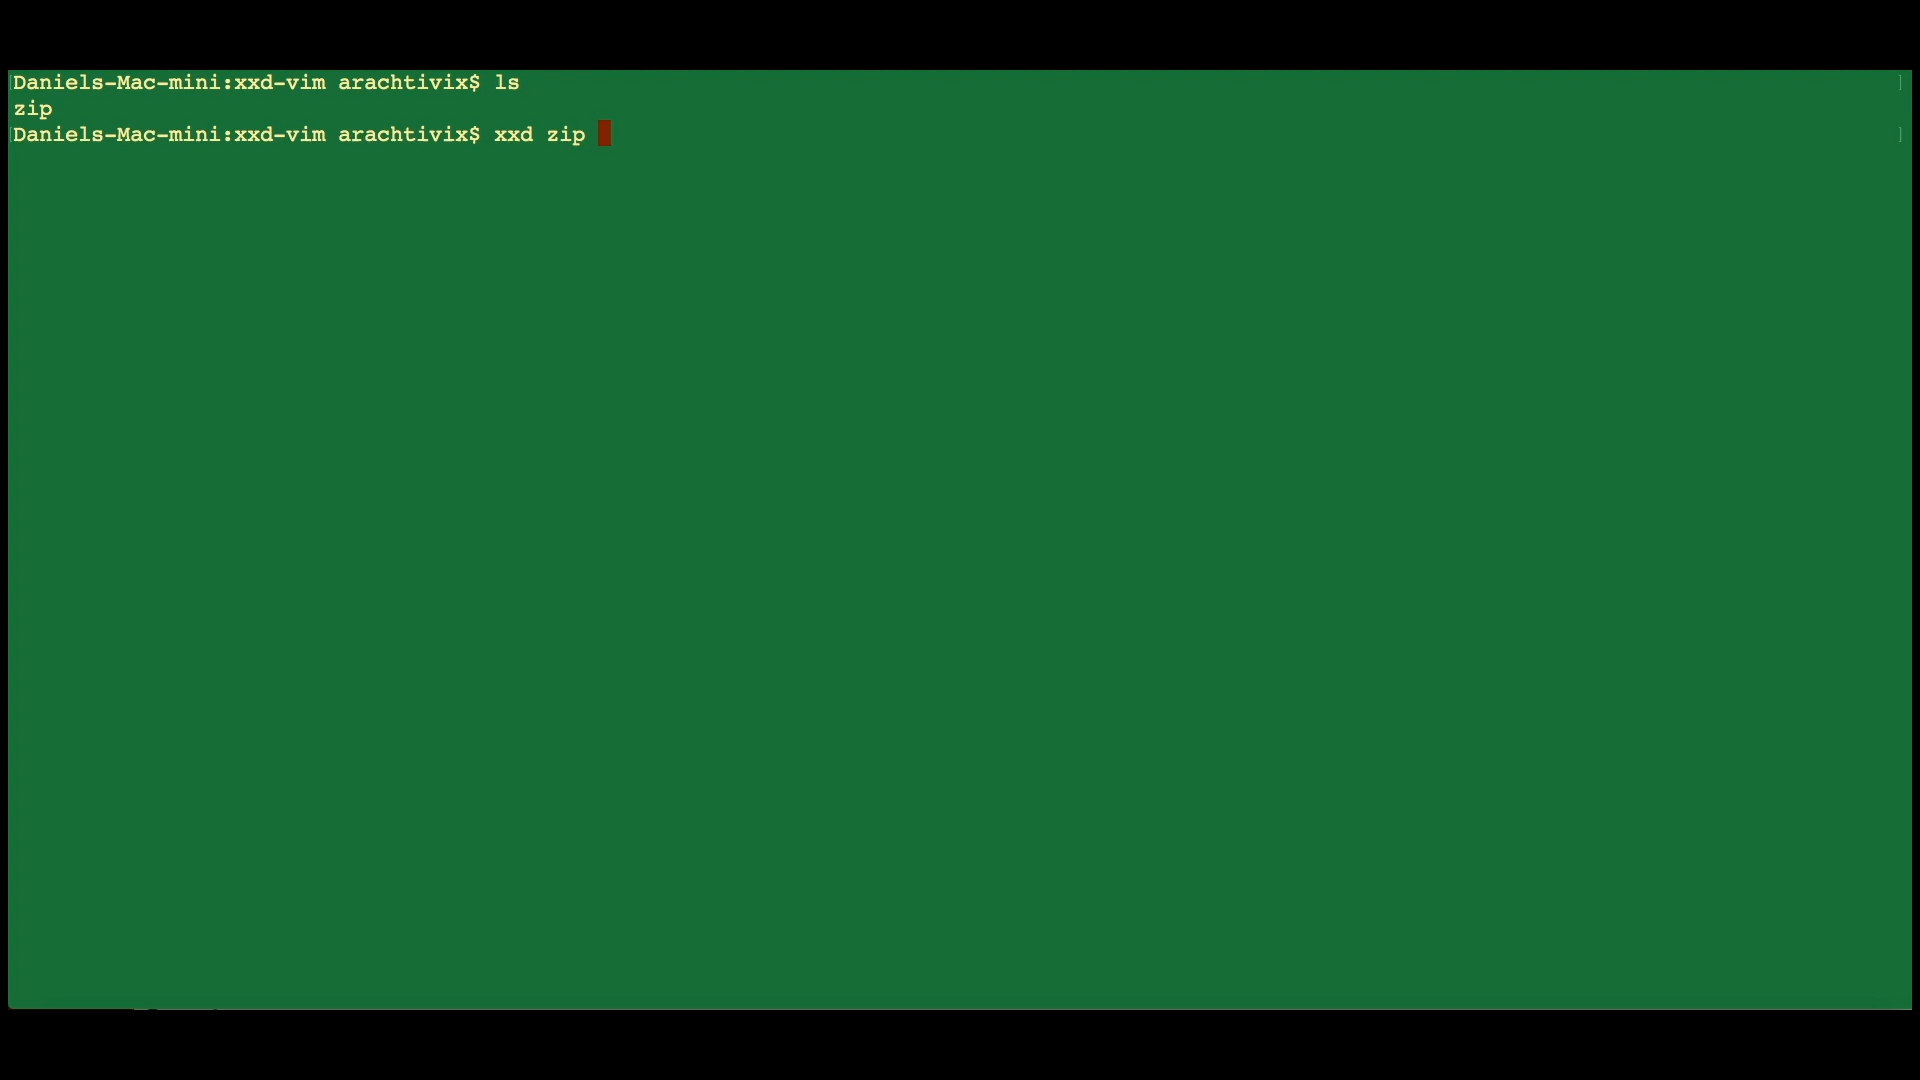 [Daniels-Mac-mini:xxd-vim arachtivix$ ls ]
zip
[Daniels-Mac-mini:xxd-vim arachtivix$ xxd zip ]